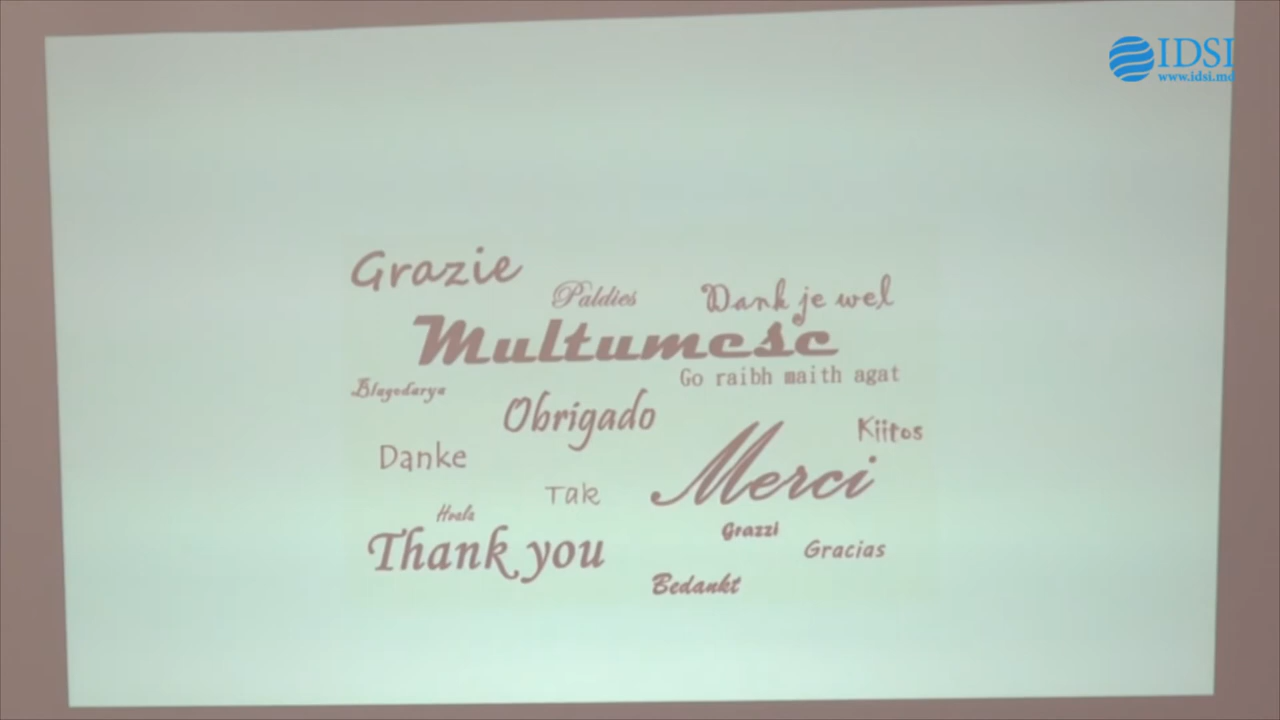 IDSI
www.idsi.md
Grazie
Paldies
Dank je wel
Multumesc
Go raibh maith agat
Blagodarya
Obrigado
Kiitos
Danke
Merci
Tak
Hvala
Grazzi
Thank you
Gracias
Bedankt